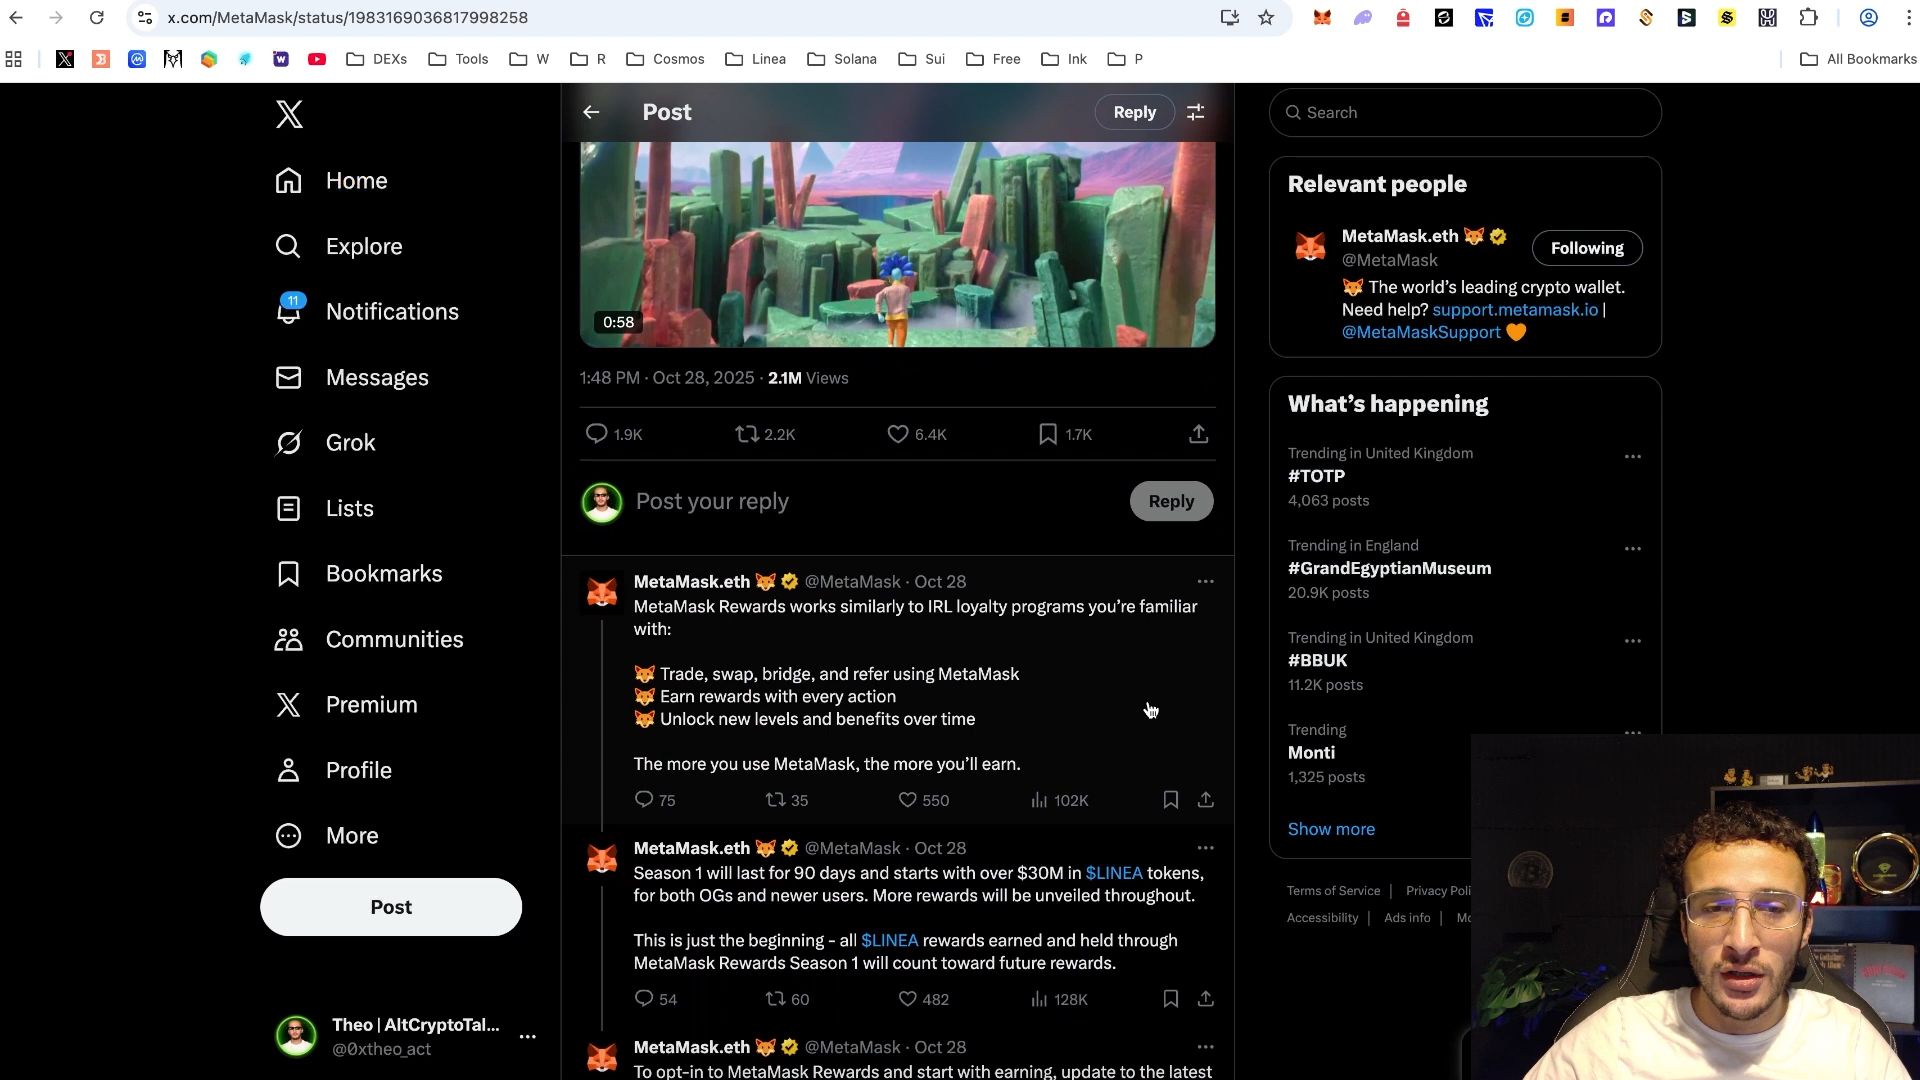 x.com/MetaMask/status/1983169036817998258
DEXs
Tools
W
R
Cosmos
Linea
Solana
Sui
Free
Ink
P
All Bookmarks
Home
Explore
11
Notifications
Messages
Grok
Lists
Bookmarks
Communities
Premium
Profile
More
Post
Theo | AltCryptoTal...
@0xtheo_act
Post
Reply
0:58
1:48 PM · Oct 28, 2025 · 2.1M Views
1.9K
2.2K
6.4K
1.7K
Post your reply
Reply
MetaMask.eth 🦊 @MetaMask · Oct 28
MetaMask Rewards works similarly to IRL loyalty programs you're familiar
with:
🦊 Trade, swap, bridge, and refer using MetaMask
🦊 Earn rewards with every action
🦊 Unlock new levels and benefits over time
The more you use MetaMask, the more you'll earn.
75
35
550
102K
MetaMask.eth 🦊 @MetaMask · Oct 28
Season 1 will last for 90 days and starts with over $30M in $LINEA tokens,
for both OGs and newer users. More rewards will be unveiled throughout.
This is just the beginning - all $LINEA rewards earned and held through
MetaMask Rewards Season 1 will count toward future rewards.
54
60
482
128K
MetaMask.eth 🦊 @MetaMask · Oct 28
To opt-in to MetaMask Rewards and start with earning, update to the latest
Search
Relevant people
MetaMask.eth 🦊
Following
@MetaMask
🦊 The world's leading crypto wallet.
Need help? support.metamask.io |
@MetaMaskSupport 🧡
What's happening
Trending in United Kingdom
#TOTP
4,063 posts
Trending in England
#GrandEgyptianMuseum
20.9K posts
Trending in United Kingdom
#BBUK
11.2K posts
Trending
Monti
1,325 posts
Show more
Terms of Service | Privacy Poli
Accessibility | Ads info | Mo